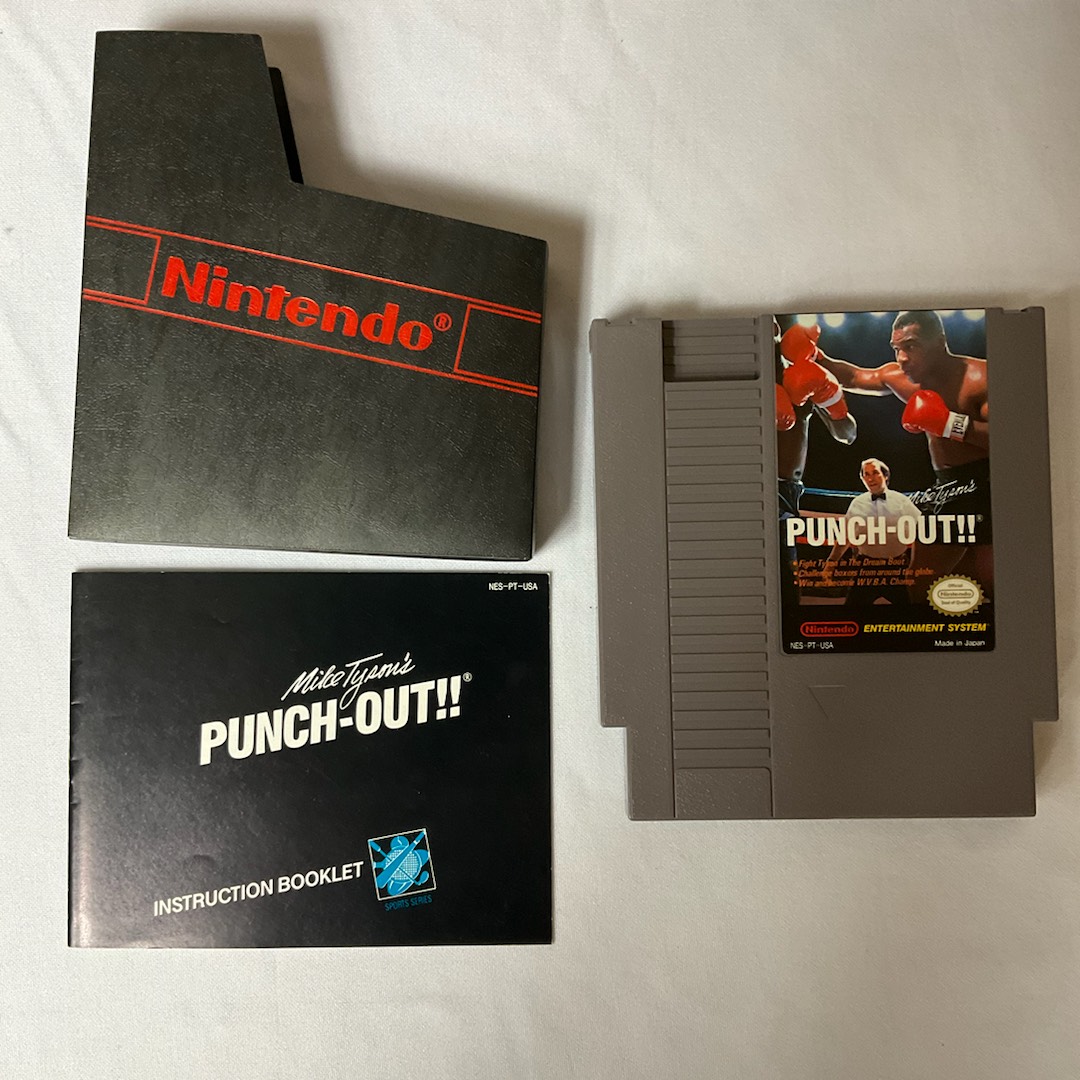 Nintendo®
NES-PT-USA
Mike Tyson's
PUNCH-OUT!!®
INSTRUCTION BOOKLET
SPORTS SERIES
EVERLAST
Mike Tyson's
PUNCH-OUT!!®
• Fight Tyson in The Dream Bout
• Challenge boxers from around the globe.
• Win and become W.V.B.A. Champ.
Official
Nintendo
Seal of Quality
Nintendo ENTERTAINMENT SYSTEM™
NES-PT-USA
Made in Japan